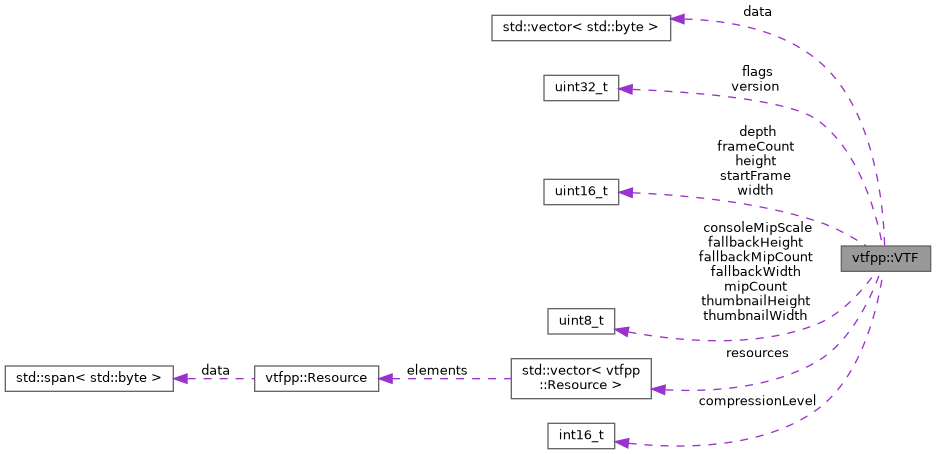 data
std::vector< std::byte >
flags
version
uint32_t
depth
frameCount
height
startFrame
width
uint16_t
consoleMipScale
fallbackHeight
fallbackMipCount
fallbackWidth
mipCount
thumbnailHeight
thumbnailWidth
vtfpp::VTF
uint8_t
resources
std::span< std::byte >
data
vtfpp::Resource
elements
std::vector< vtfpp
::Resource >
compressionLevel
int16_t